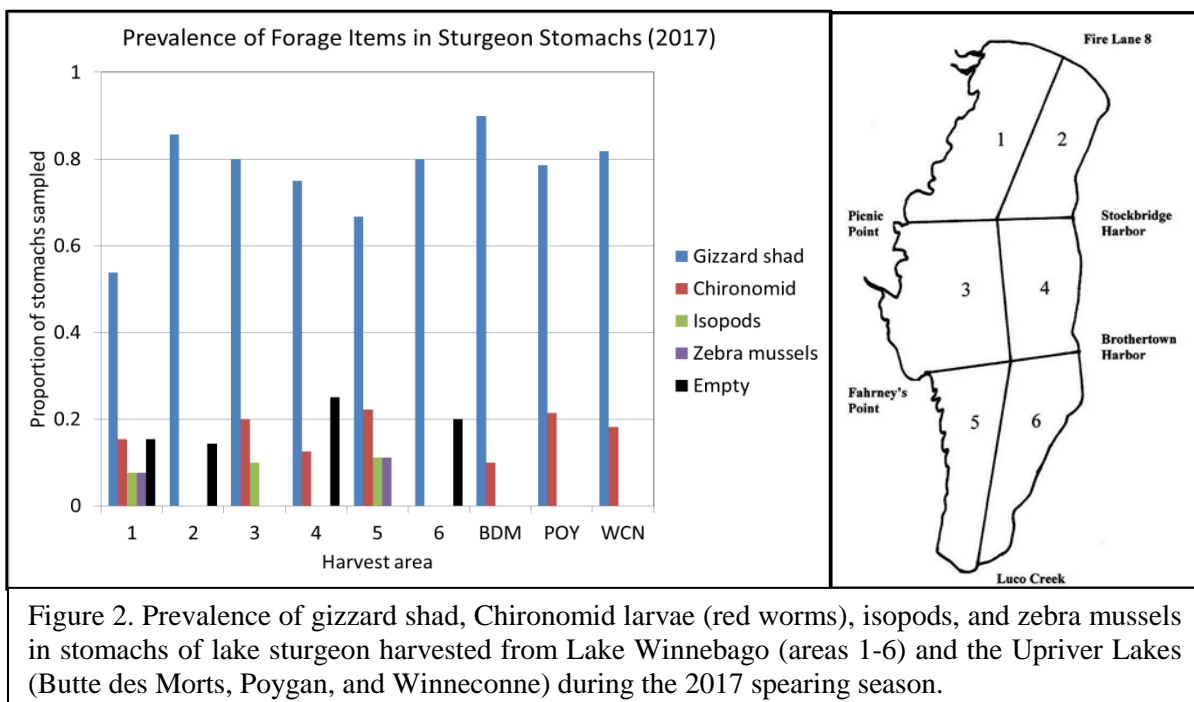 Prevalence of Forage Items in Sturgeon Stomachs (2017)
Proportion of stomachs sampled
1
0.8
0.6
0.4
0.2
0
1 2 3 4 5 6 BDM POY WCN
Harvest area
Gizzard shad
Chironomid
Isopods
Zebra mussels
Empty
Fire Lane 8
1
2
Picnic
Point
Stockbridge
Harbor
3
4
Brothertown
Harbor
Fahrney's
Point
5
6
Luco Creek
Figure 2. Prevalence of gizzard shad, Chironomid larvae (red worms), isopods, and zebra mussels
in stomachs of lake sturgeon harvested from Lake Winnebago (areas 1-6) and the Upriver Lakes
(Butte des Morts, Poygan, and Winneconne) during the 2017 spearing season.